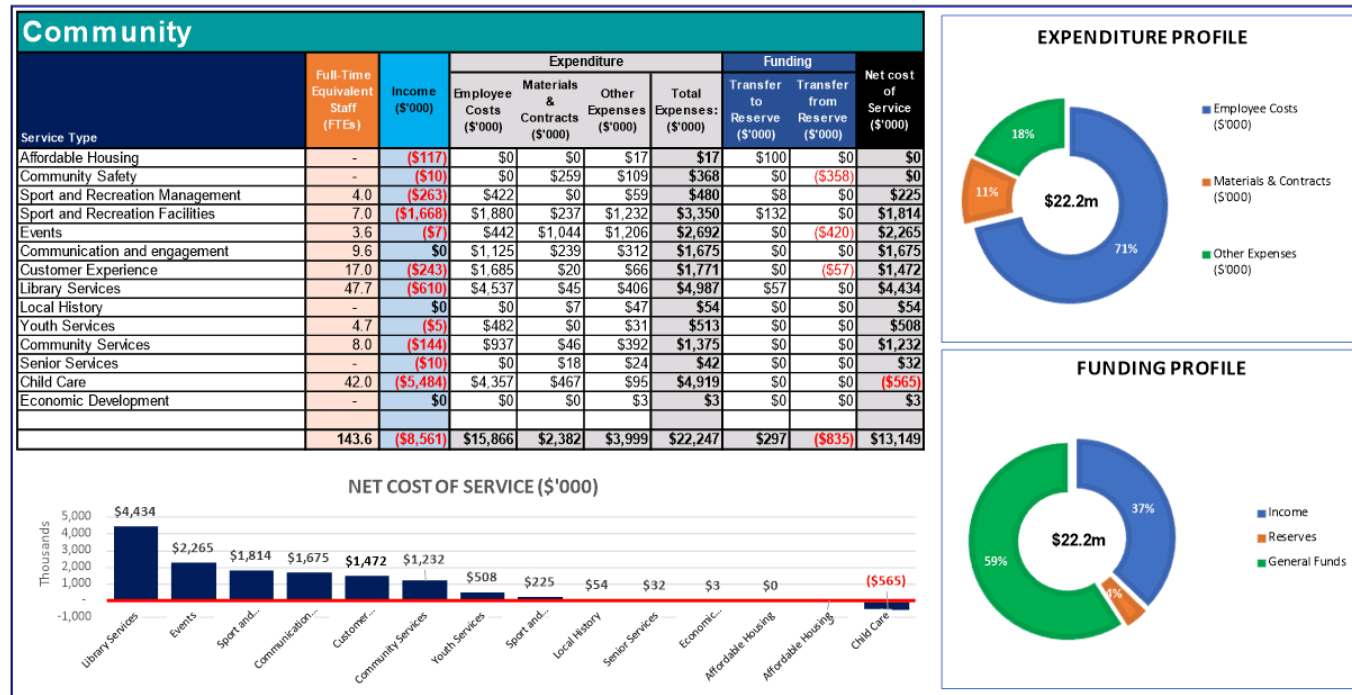 Community
Service Type
Full-Time Equivalent Staff (FTEs)
Income ($'000)
Expenditure
Employee Costs ($'000)
Materials & Contracts ($'000)
Other Expenses ($'000)
Total Expenses: ($'000)
Funding
Transfer to Reserve ($'000)
Transfer from Reserve ($'000)
Net cost of Service ($'000)
Affordable Housing - ($117) $0 $0 $17 $17 $100 $0 $0
Community Safety - ($10) $0 $259 $109 $368 $0 ($358) $0
Sport and Recreation Management 4.0 ($263) $422 $0 $59 $480 $8 $0 $225
Sport and Recreation Facilities 7.0 ($1,668) $1,880 $237 $1,232 $3,350 $132 $0 $1,814
Events 3.6 ($7) $442 $1,044 $1,206 $2,692 $0 ($420) $2,265
Communication and engagement 9.6 $0 $1,125 $239 $312 $1,675 $0 $0 $1,675
Customer Experience 17.0 ($243) $1,685 $20 $66 $1,771 $0 ($57) $1,472
Library Services 47.7 ($610) $4,537 $45 $406 $4,987 $57 $0 $4,434
Local History - $0 $0 $7 $47 $54 $0 $0 $54
Youth Services 4.7 ($5) $482 $0 $31 $513 $0 $0 $508
Community Services 8.0 ($144) $937 $46 $392 $1,375 $0 $0 $1,232
Senior Services - ($10) $0 $18 $24 $42 $0 $0 $32
Child Care 42.0 ($5,484) $4,357 $467 $95 $4,919 $0 $0 ($565)
Economic Development - $0 $0 $0 $3 $3 $0 $0 $3
143.6 ($8,561) $15,866 $2,382 $3,999 $22,247 $297 ($835) $13,149
NET COST OF SERVICE ($'000)
Thousands
5,000
4,000
3,000
2,000
1,000
-
-1,000
$4,434
$2,265
$1,814
$1,675
$1,472
$1,232
$508
$225
$54
$32
$3
$0
($565)
Library Services
Events
Sport and...
Communication...
Customer...
Community Services
Youth Services
Sport and...
Local History
Senior Services
Economic...
Affordable Housing
Affordable Housing
Child Care
EXPENDITURE PROFILE
18%
11%
71%
$22.2m
Employee Costs
($'000)
Materials & Contracts
($'000)
Other Expenses
($'000)
FUNDING PROFILE
37%
59%
4%
$22.2m
Income
Reserves
General Funds